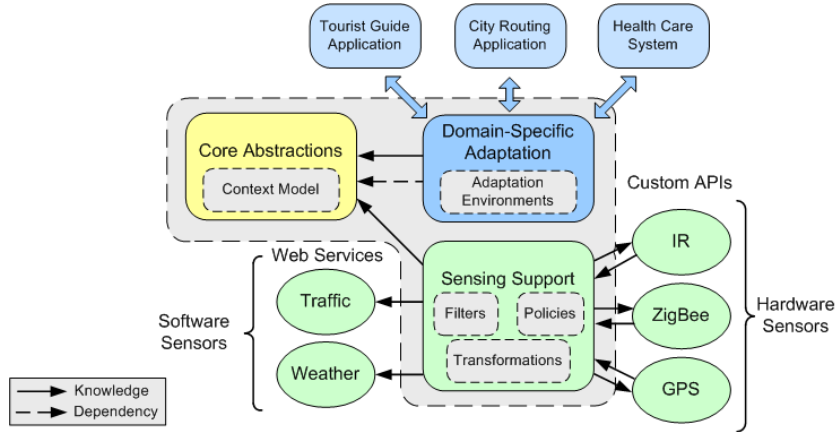 Tourist Guide
Application
City Routing
Application
Health Care
System
Core Abstractions
Context Model
Domain-Specific
Adaptation
Adaptation
Environments
Custom APIs
Web Services
Traffic
Weather
Software
Sensors
Sensing Support
Filters
Policies
Transformations
IR
ZigBee
GPS
Hardware
Sensors
Knowledge
Dependency